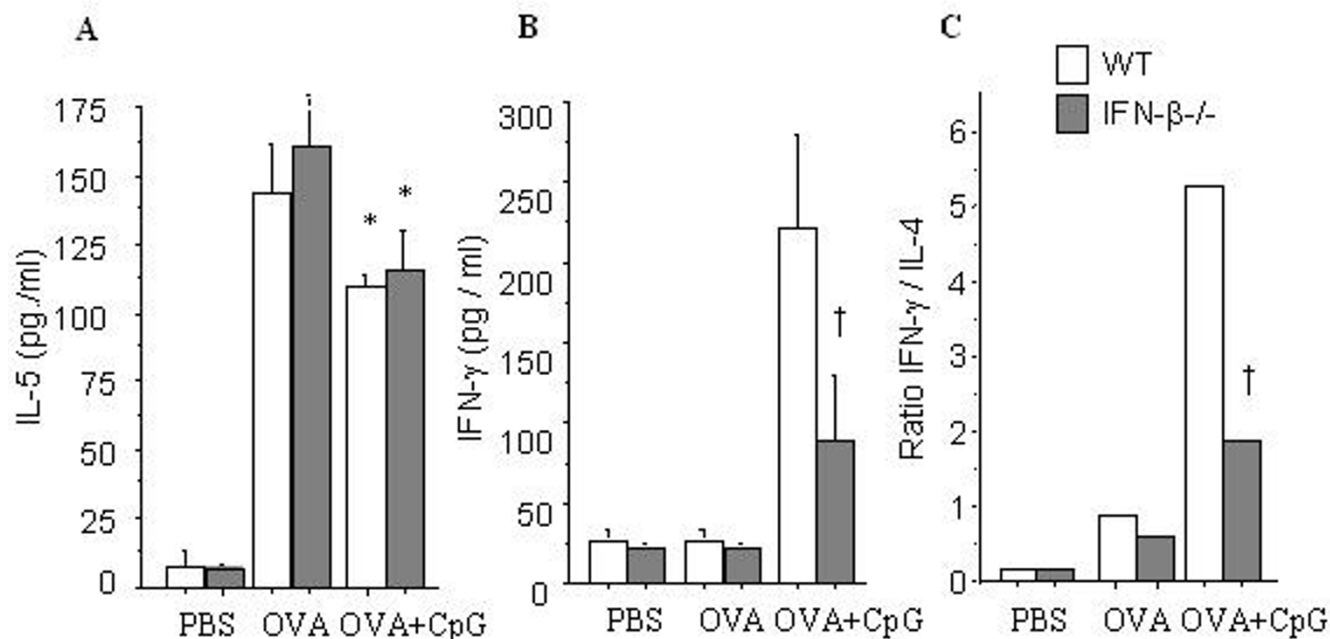 A
IL-5 (pg./ml)
175
150
125
100
75
50
25
0
*
*
PBS OVA OVA+CpG
B
IFN-γ (pg / ml)
300
250
200
150
100
50
0
†
PBS OVA OVA+CpG
C
WT
IFN-β-/-
Ratio IFN-γ / IL-4
6
5
4
3
2
1
0
†
PBS OVA OVA+CpG